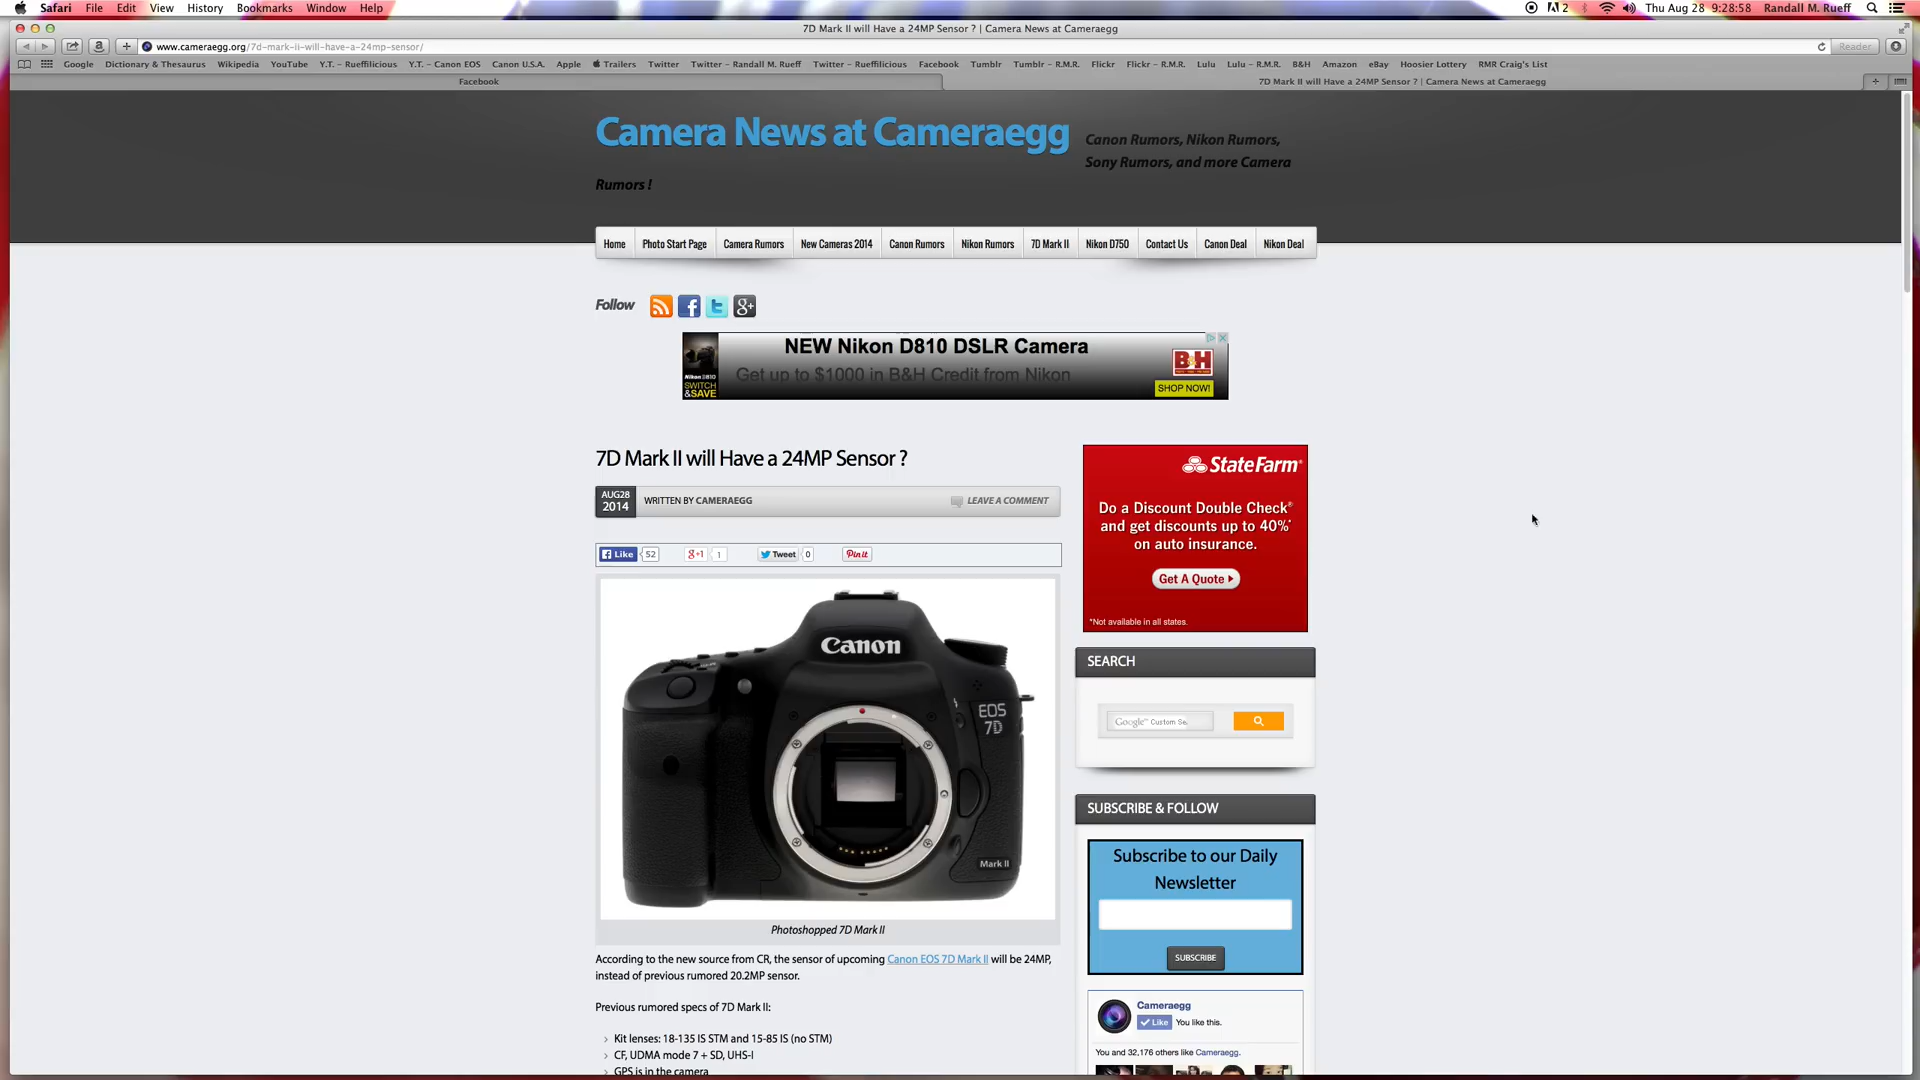 Safari File Edit View History Bookmarks Window Help
2 Thu Aug 28 9:28:58 Randall M. Rueff
7D Mark II will Have a 24MP Sensor ? | Camera News at Cameraegg
www.cameraegg.org/7d-mark-ii-will-have-a-24mp-sensor/
Reader
Google Dictionary & Thesaurus Wikipedia YouTube Y.T. – Rueffilicious Y.T. – Canon EOS Canon U.S.A. Apple Trailers Twitter Twitter – Randall M. Rueff Twitter – Rueffilicious Facebook Tumblr Tumblr – R.M.R. Flickr Flickr – R.M.R. Lulu Lulu – R.M.R. B&H Amazon eBay Hoosier Lottery RMR Craig's List
Facebook
7D Mark II will Have a 24MP Sensor ? | Camera News at Cameraegg
Camera News at Cameraegg
Canon Rumors, Nikon Rumors,
Sony Rumors, and more Camera
Rumors !
Home Photo Start Page Camera Rumors New Cameras 2014 Canon Rumors Nikon Rumors 7D Mark II Nikon D750 Contact Us Canon Deal Nikon Deal
Follow
Nikon D810
SWITCH
&SAVE
NEW Nikon D810 DSLR Camera
Get up to $1000 in B&H Credit from Nikon
B&H
SHOP NOW!
7D Mark II will Have a 24MP Sensor ?
AUG28
2014
WRITTEN BY CAMERAEGG
LEAVE A COMMENT
Like 52 g+1 1 Tweet 0 Pinit
Canon
EOS
7D
Mark II
Photoshopped 7D Mark II
According to the new source from CR, the sensor of upcoming Canon EOS 7D Mark II will be 24MP,
instead of previous rumored 20.2MP sensor.
Previous rumored specs of 7D Mark II:
Kit lenses: 18-135 IS STM and 15-85 IS (no STM)
CF, UDMA mode 7 + SD, UHS-I
GPS is in the camera
StateFarm®
Do a Discount Double Check®
and get discounts up to 40%*
on auto insurance.
Get A Quote
*Not available in all states.
SEARCH
Google™ Custom Se
SUBSCRIBE & FOLLOW
Subscribe to our Daily
Newsletter
SUBSCRIBE
Cameraegg
Like You like this.
You and 32,176 others like Cameraegg.